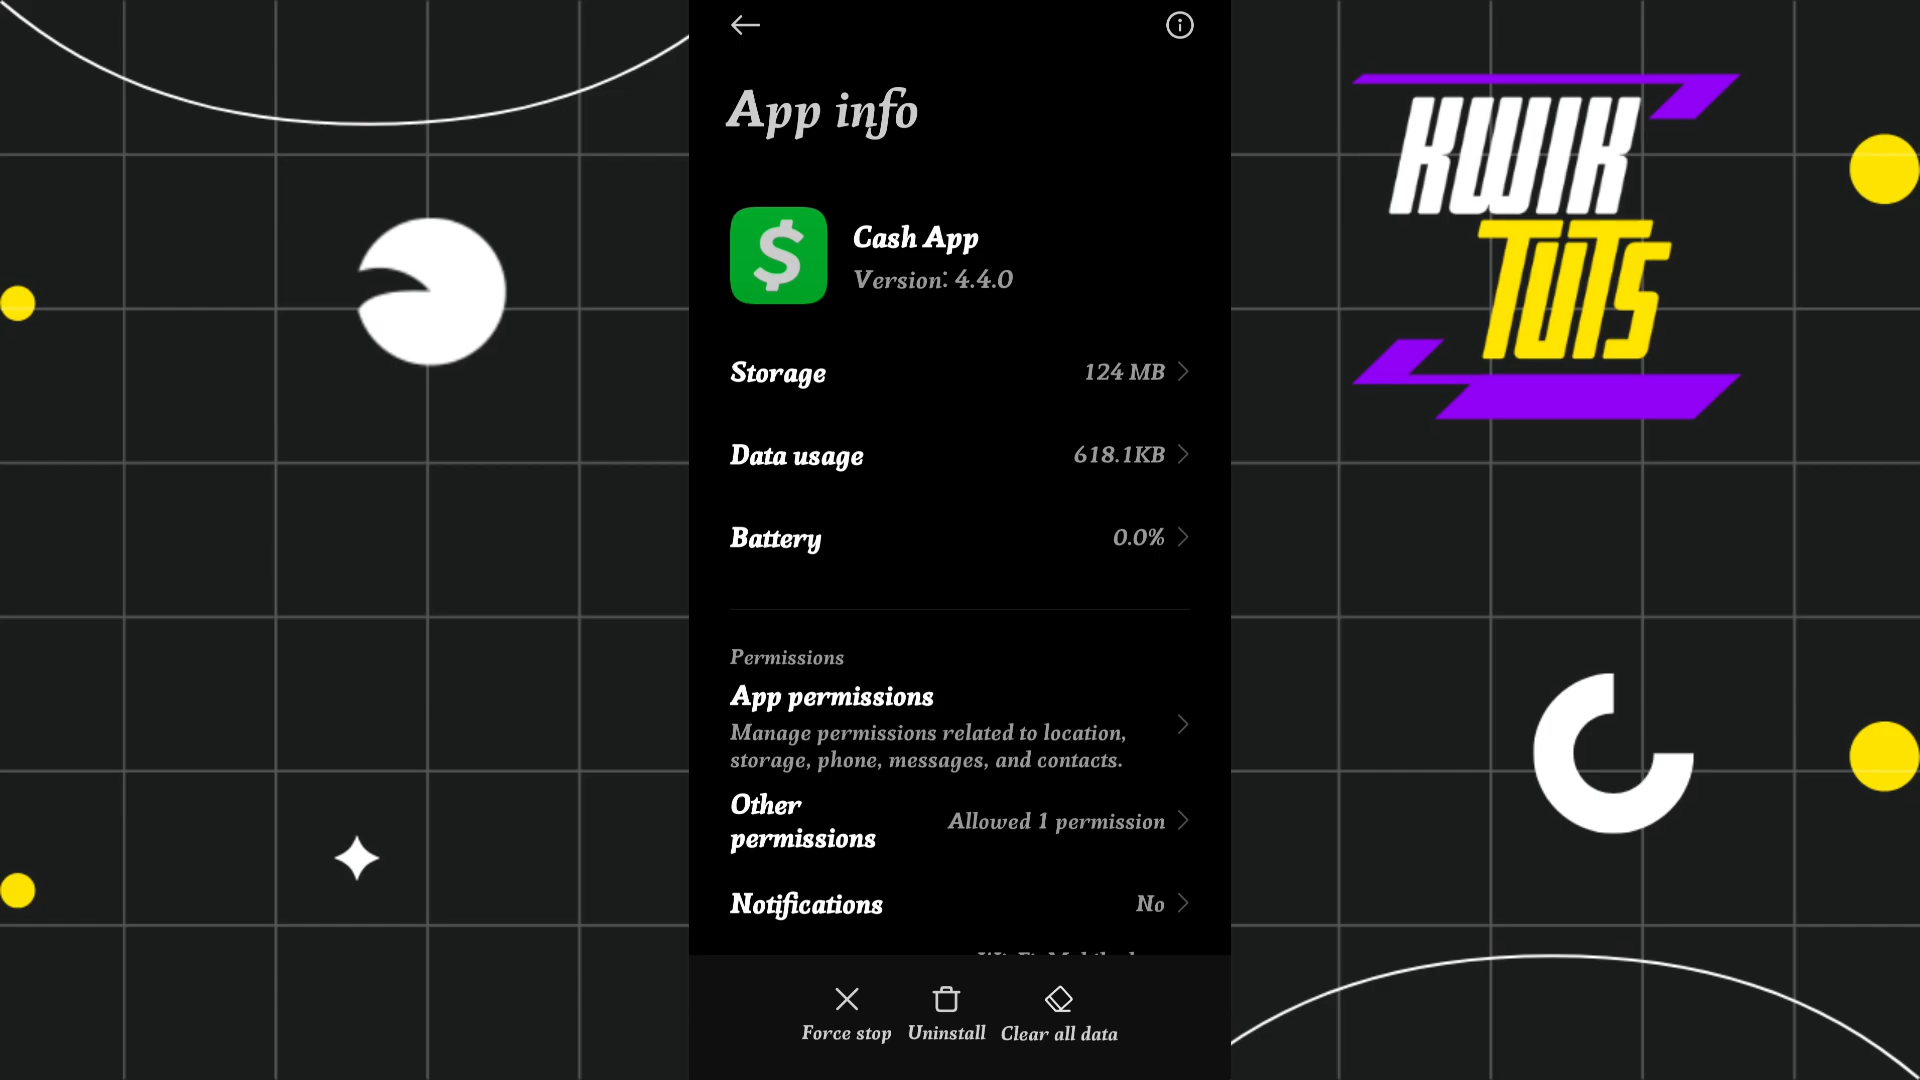 App info
KWIK
TUTS
$
Cash App
Version: 4.4.0
Storage 124 MB
Data usage 618.1KB
Battery 0.0%
Permissions
App permissions
Manage permissions related to location,
storage, phone, messages, and contacts.
Other
permissions Allowed 1 permission
Notifications No
Force stop Uninstall Clear all data